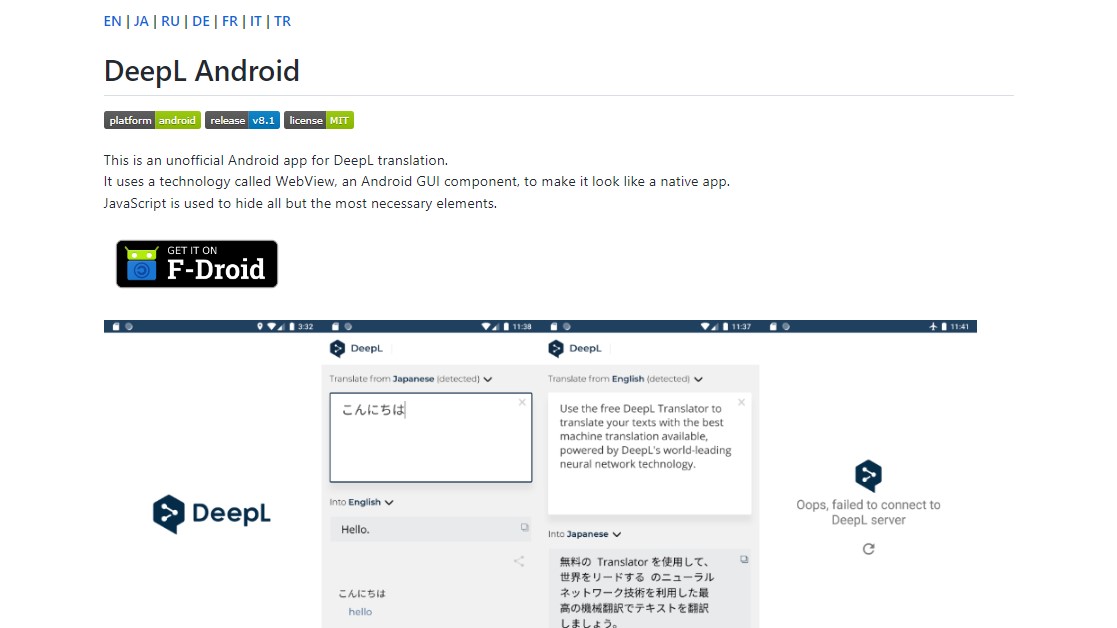 EN | JA | RU | DE | FR | IT | TR
DeepL Android
platform android release v8.1 license MIT
This is an unofficial Android app for DeepL translation.
It uses a technology called WebView, an Android GUI component, to make it look like a native app.
JavaScript is used to hide all but the most necessary elements.
GET IT ON
F-Droid
3:32
DeepL
11:38
DeepL
Translate from Japanese (detected)
こんにちは
Into English
Hello.
こんにちは
hello
11:37
DeepL
Translate from English (detected)
Use the free DeepL Translator to
translate your texts with the best
machine translation available,
powered by DeepL's world-leading
neural network technology.
Into Japanese
無料の Translator を使用して、
世界をリードする のニューラル
ネットワーク技術を利用した最
高の機械翻訳でテキストを翻訳
しましょう。
11:41
Oops, failed to connect to
DeepL server